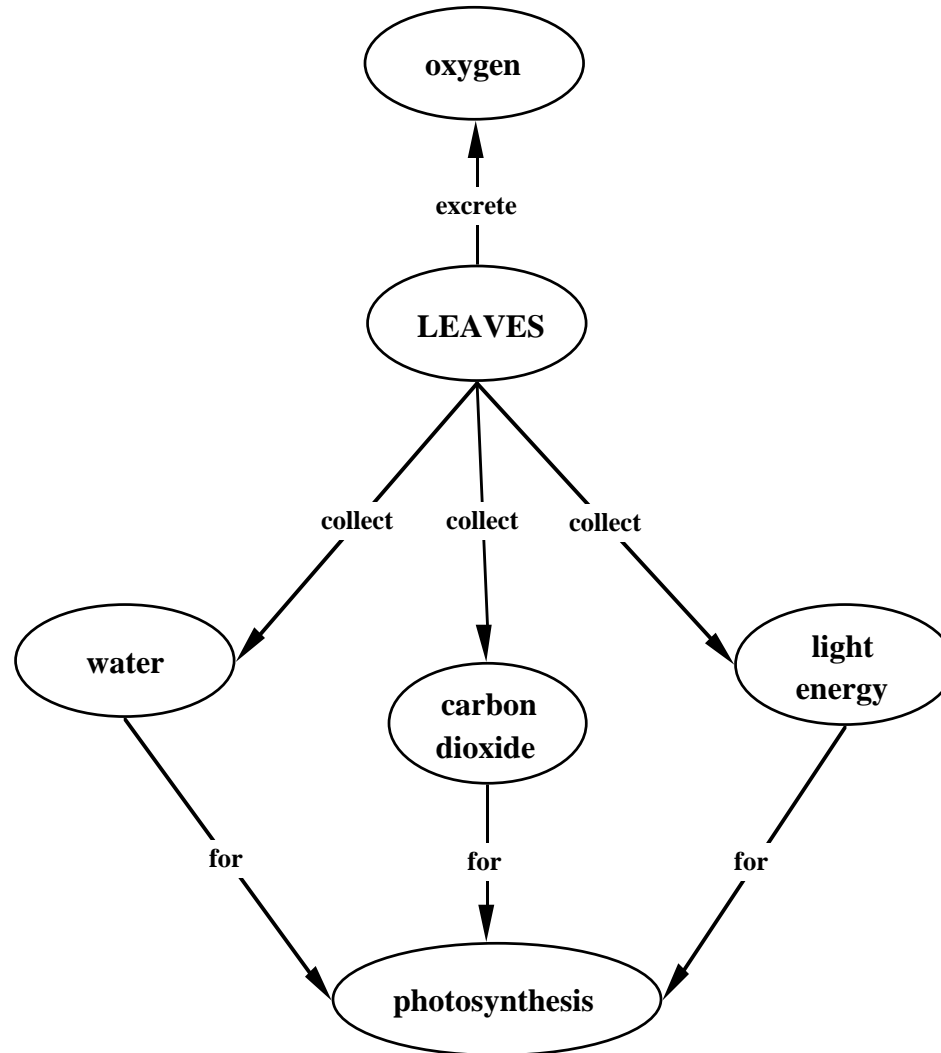 oxygen
excrete
LEAVES
collect collect collect
water
light
energy
carbon
dioxide
for for for
photosynthesis